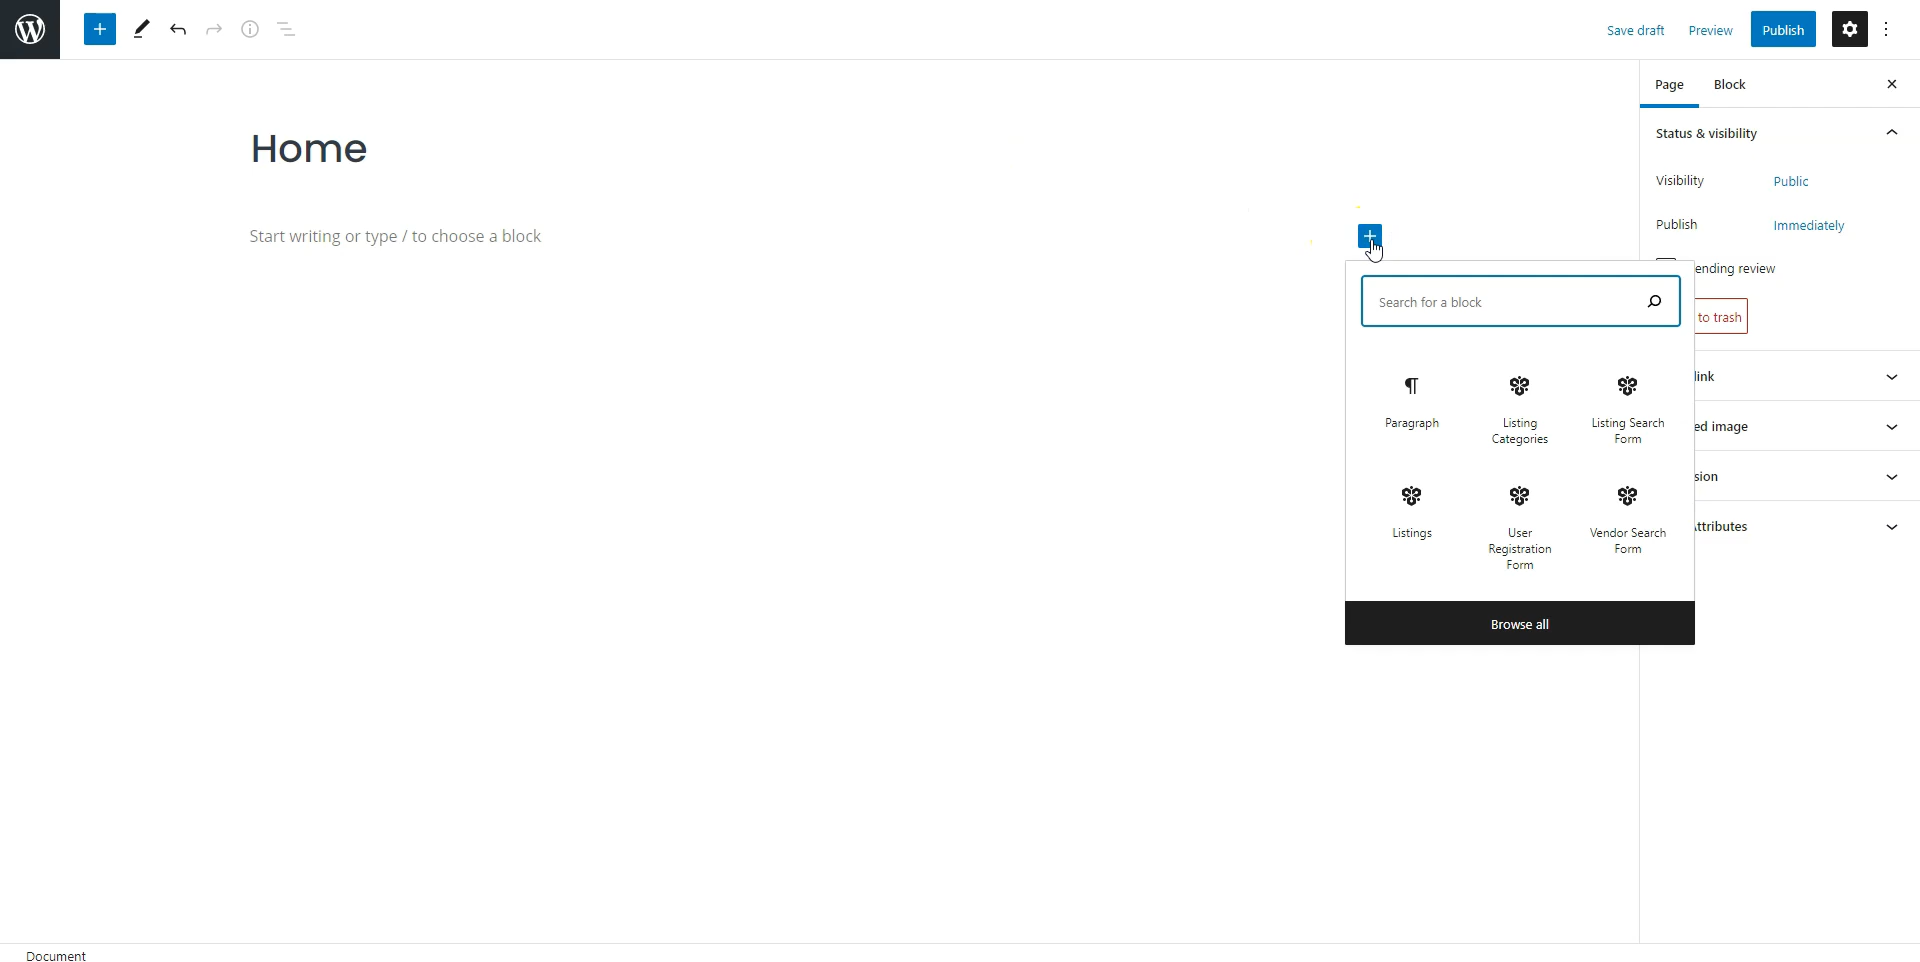 Save draft
Preview
Publish
Page
Block
Home
Status & visibility
Visibility
Public
Start writing or type / to choose a block
Publish
Immediately
ending review
Search for a block
to trash
link
Paragraph
Listing
Categories
Listing Search
Form
ed image
sion
Listings
User
Registration
Form
Vendor Search
Form
ttributes
Browse all
Document